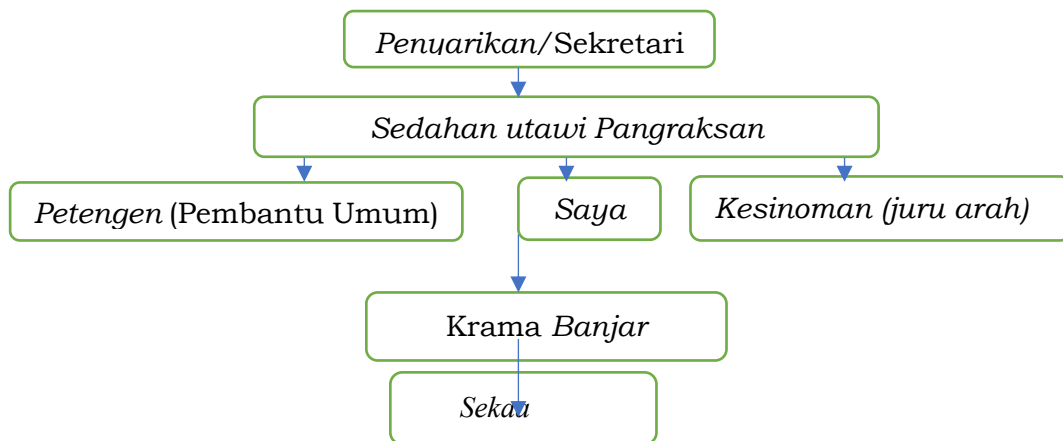 Penyarikan/Sekretari
Sedahan utawi Pangraksan
Petengen (Pembantu Umum)
Saya
Kesinoman (juru arah)
Krama Banjar
Sekaa